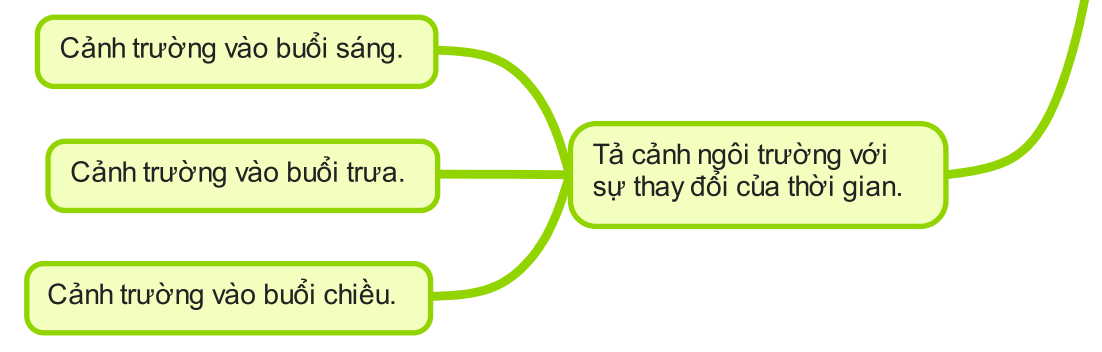 Cảnh trường vào buổi sáng.
Cảnh trường vào buổi trưa.
Cảnh trường vào buổi chiều.
Tả cảnh ngôi trường với
sự thay đổi của thời gian.